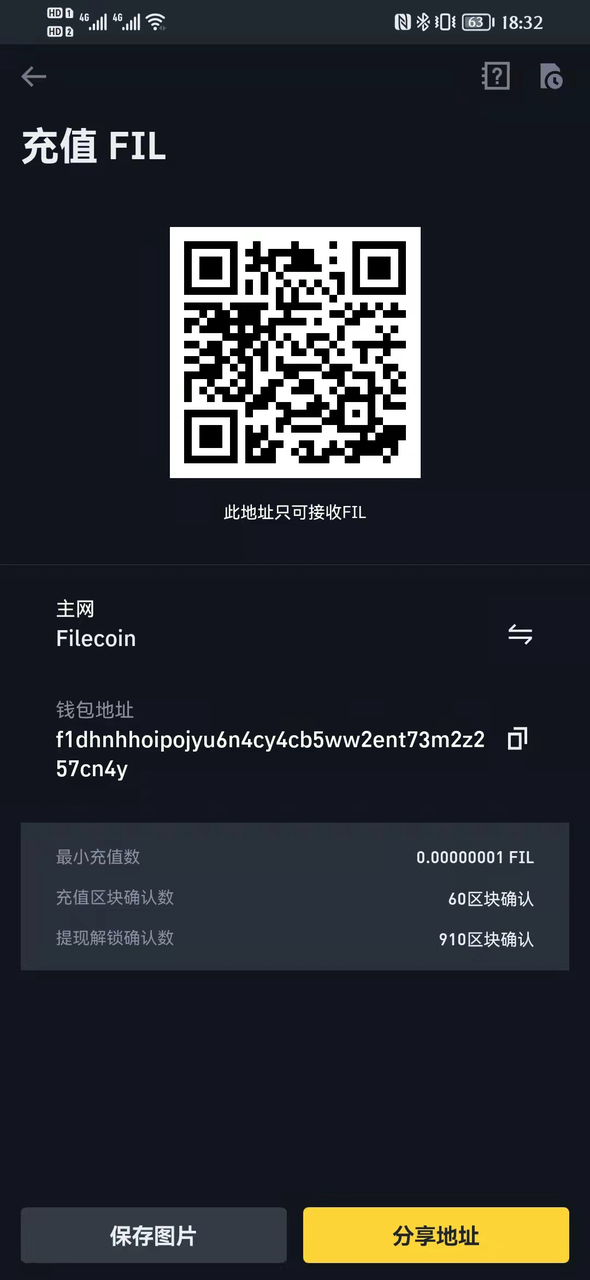 HD 1 4G 4G 63 18:32
HD 2
充值 FIL
此地址只可接收FIL
主网
Filecoin
钱包地址
f1dhnhhoipojyu6n4cy4cb5ww2ent73m2z2
57cn4y
最小充值数 0.00000001 FIL
充值区块确认数 60区块确认
提现解锁确认数 910区块确认
保存图片 分享地址